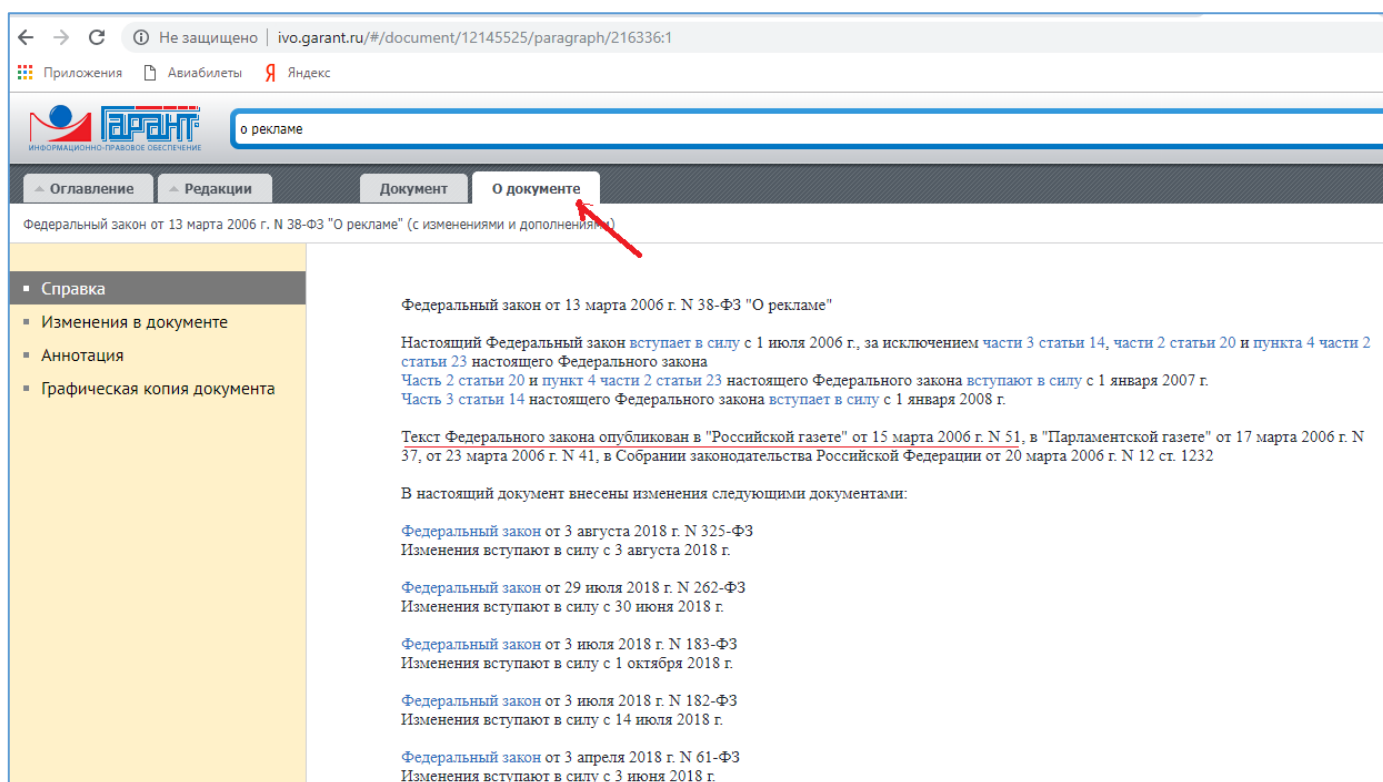 Не защищено | ivo.garant.ru/#/document/12145525/paragraph/216336:1
Приложения Авиабилеты Я Яндекс
ГАРАНТ
ИНФОРМАЦИОННО-ПРАВОВОЕ ОБЕСПЕЧЕНИЕ
о рекламе
Оглавление Редакции Документ О документе
Федеральный закон от 13 марта 2006 г. N 38-ФЗ "О рекламе" (с изменениями и дополнениями)
Справка
Изменения в документе
Аннотация
Графическая копия документа
Федеральный закон от 13 марта 2006 г. N 38-ФЗ "О рекламе"
Настоящий Федеральный закон вступает в силу с 1 июля 2006 г., за исключением части 3 статьи 14, части 2 статьи 20 и пункта 4 части 2
статьи 23 настоящего Федерального закона
Часть 2 статьи 20 и пункт 4 части 2 статьи 23 настоящего Федерального закона вступают в силу с 1 января 2007 г.
Часть 3 статьи 14 настоящего Федерального закона вступает в силу с 1 января 2008 г.
Текст Федерального закона опубликован в "Российской газете" от 15 марта 2006 г. N 51, в "Парламентской газете" от 17 марта 2006 г. N
37, от 23 марта 2006 г. N 41, в Собрании законодательства Российской Федерации от 20 марта 2006 г. N 12 ст. 1232
В настоящий документ внесены изменения следующими документами:
Федеральный закон от 3 августа 2018 г. N 325-ФЗ
Изменения вступают в силу с 3 августа 2018 г.
Федеральный закон от 29 июля 2018 г. N 262-ФЗ
Изменения вступают в силу с 30 июня 2018 г.
Федеральный закон от 3 июля 2018 г. N 183-ФЗ
Изменения вступают в силу с 1 октября 2018 г.
Федеральный закон от 3 июля 2018 г. N 182-ФЗ
Изменения вступают в силу с 14 июля 2018 г.
Федеральный закон от 3 апреля 2018 г. N 61-ФЗ
Изменения вступают в силу с 3 июня 2018 г.